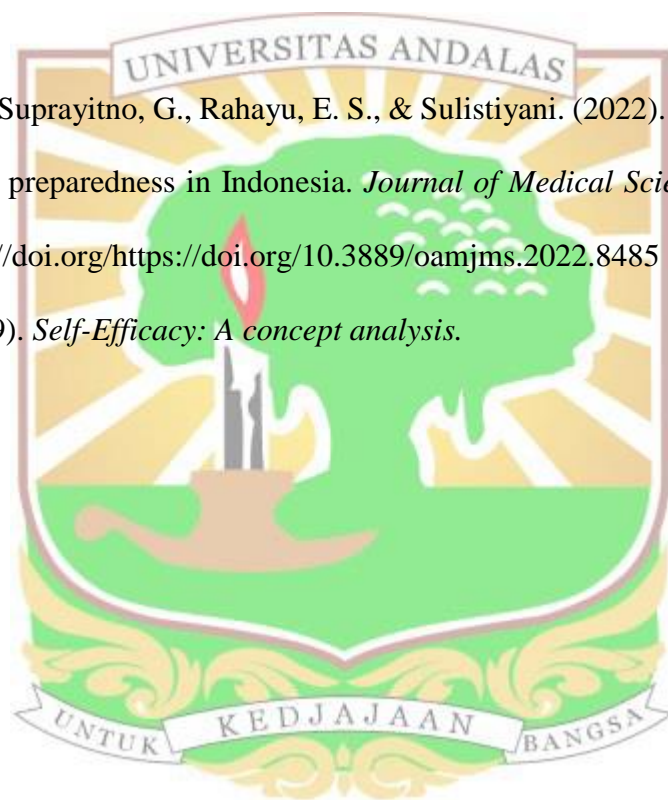 UNIVERSITAS ANDALAS
Suprayitno, G., Rahayu, E. S., & Sulistiyani. (2022).
preparedness in Indonesia. Journal of Medical Scie
//doi.org/https://doi.org/10.3889/oamjms.2022.8485
9). Self-Efficacy: A concept analysis.
UNTUK KEDJAJAAN BANGSA